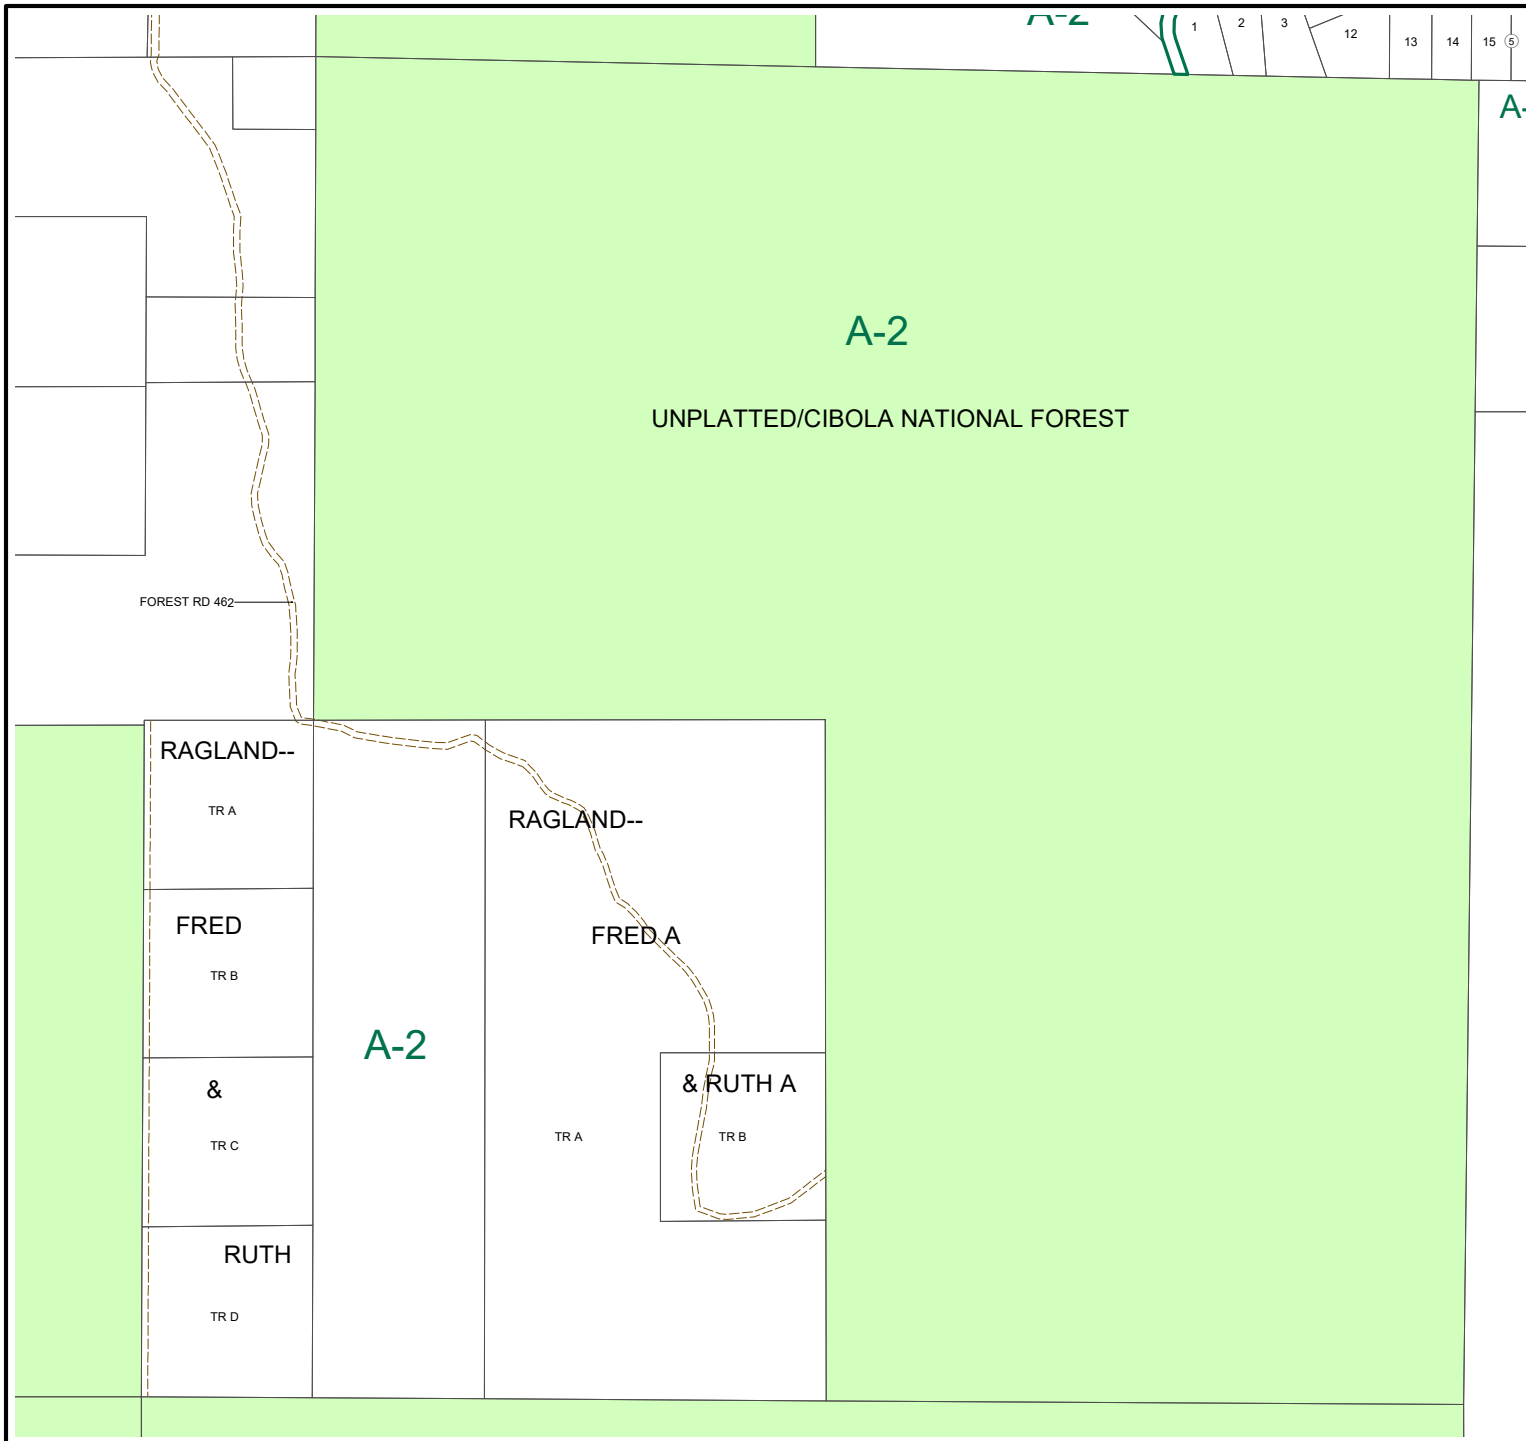 A-2
1
2
3
12
13
14
15
5
A-
A-2
UNPLATTED/CIBOLA NATIONAL FOREST
FOREST RD 462
RAGLAND--
TR A
FRED
TR B
&
TR C
RUTH
TR D
A-2
RAGLAND--
FRED A
& RUTH A
TR A
TR B